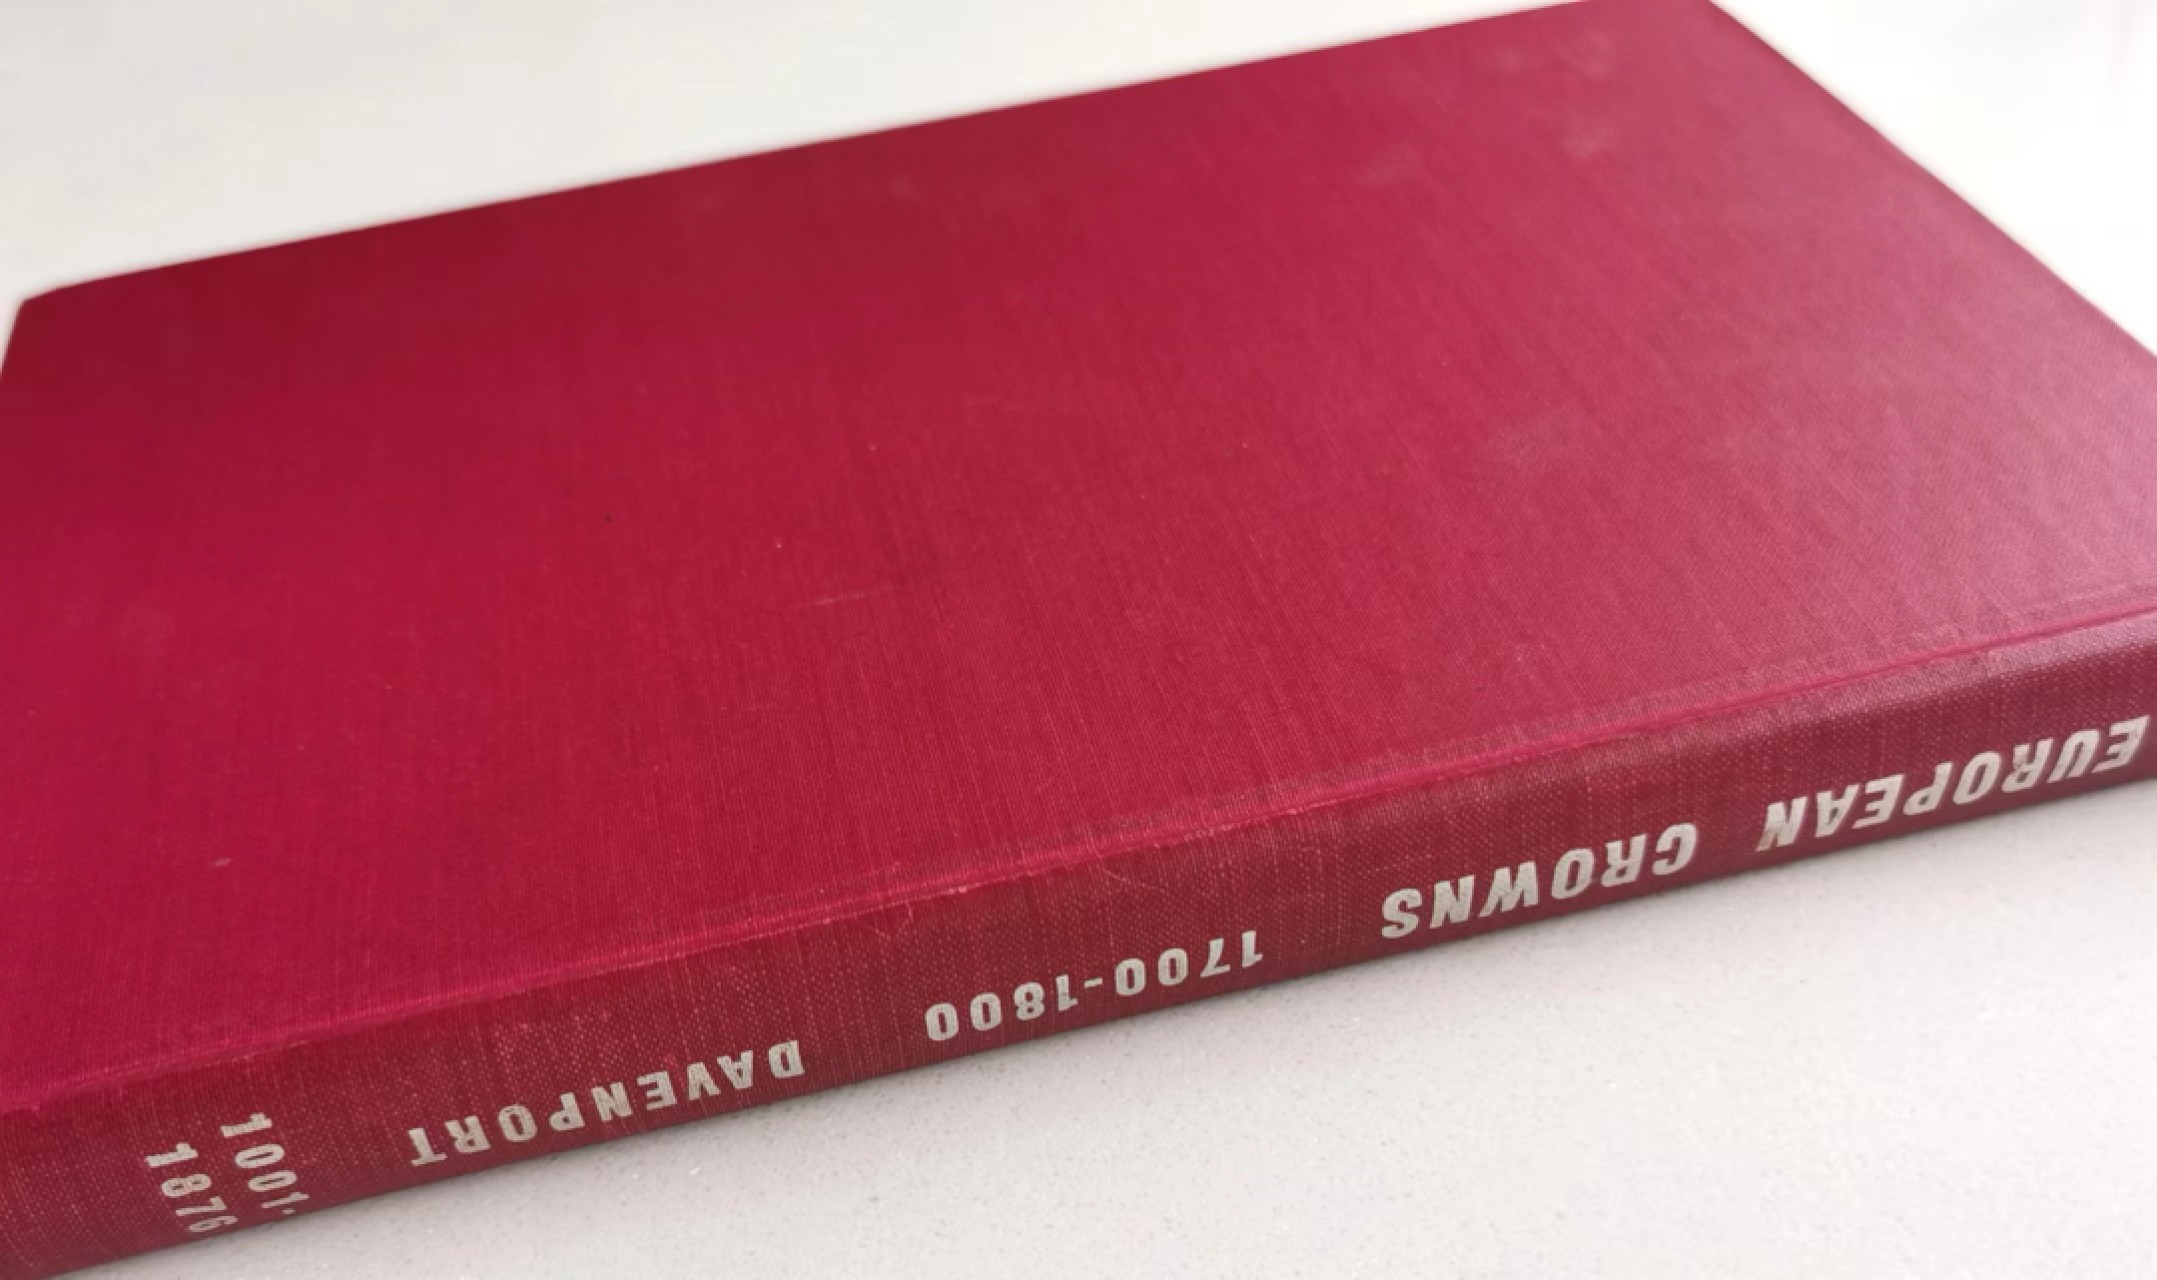 EUROPEAN CROWNS 1700-1800 DAVENPORT
1001-
1876